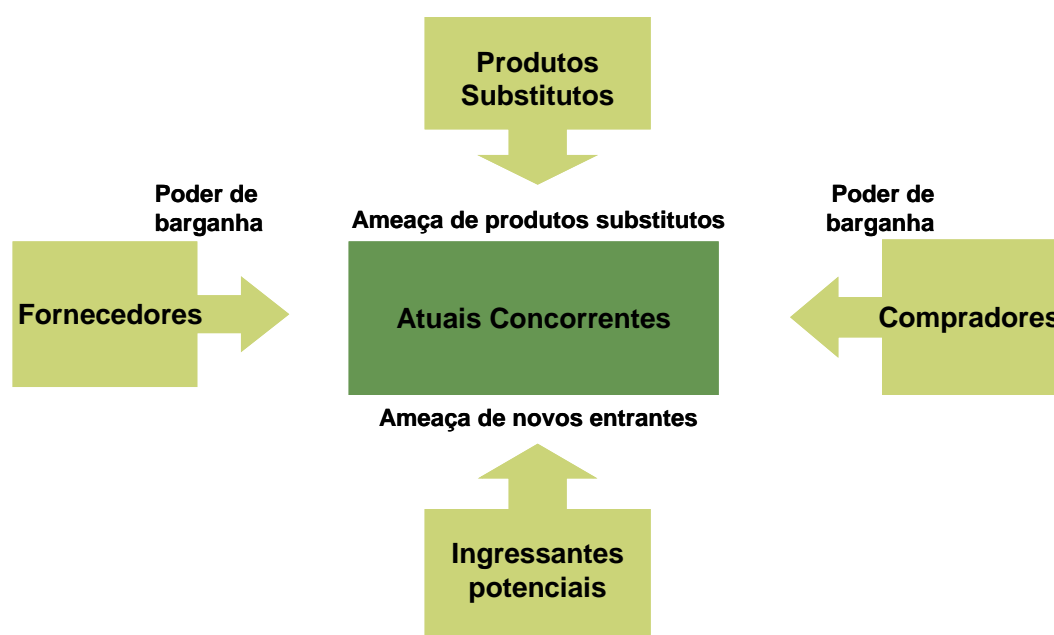 Produtos
Substitutos
Poder de
barganha
Poder de
barganha
Ameaça de produtos substitutos
Fornecedores
Atuais Concorrentes
Compradores
Ameaça de novos entrantes
Ingressantes
potenciais